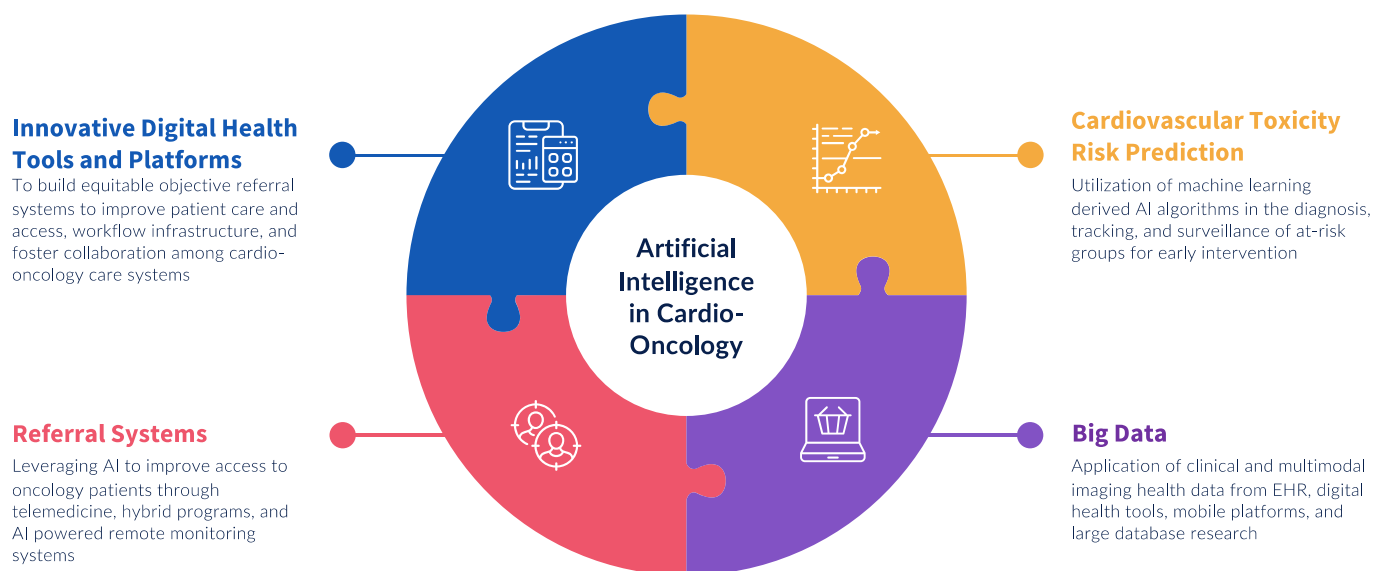 Innovative Digital Health
Tools and Platforms
To build equitable objective referral
systems to improve patient care and
access, workflow infrastructure, and
foster collaboration among cardio-
oncology care systems
Cardiovascular Toxicity
Risk Prediction
Utilization of machine learning
derived AI algorithms in the diagnosis,
tracking, and surveillance of at-risk
groups for early intervention
Artificial
Intelligence
in Cardio-
Oncology
Referral Systems
Leveraging AI to improve access to
oncology patients through
telemedicine, hybrid programs, and
AI powered remote monitoring
systems
Big Data
Application of clinical and multimodal
imaging health data from EHR, digital
health tools, mobile platforms, and
large database research